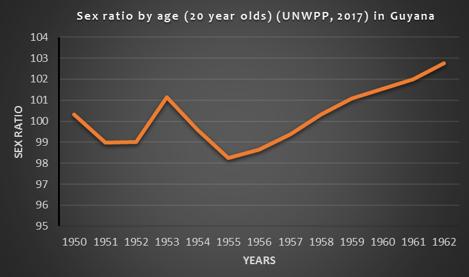 Sex ratio by age (20 year olds) (UNWPP, 2017) in Guyana
104
103
102
101
100
99
98
97
96
95
SEX RATIO
1950 1951 1952 1953 1954 1955 1956 1957 1958 1959 1960 1961 1962
YEARS